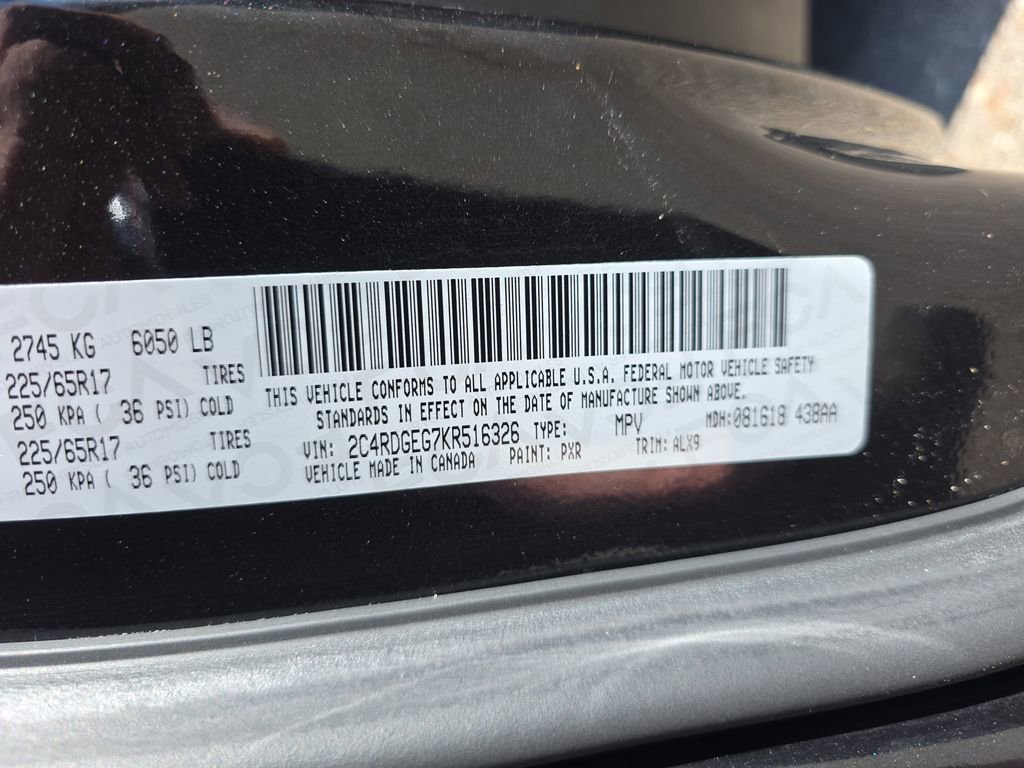 2745 KG 6050 LB
225/65R17 TIRES
250 KPA ( 36 PSI) COLD
225/65R17 TIRES
250 KPA ( 36 PSI) COLD
THIS VEHICLE CONFORMS TO ALL APPLICABLE U.S.A. FEDERAL MOTOR VEHICLE SAFETY
STANDARDS IN EFFECT ON THE DATE OF MANUFACTURE SHOWN ABOVE.
VIN: 2C4RDGEG7KR516326 TYPE: MPV MDH:081618 438AA
VEHICLE MADE IN CANADA PAINT: PXR TRIM: ALX9